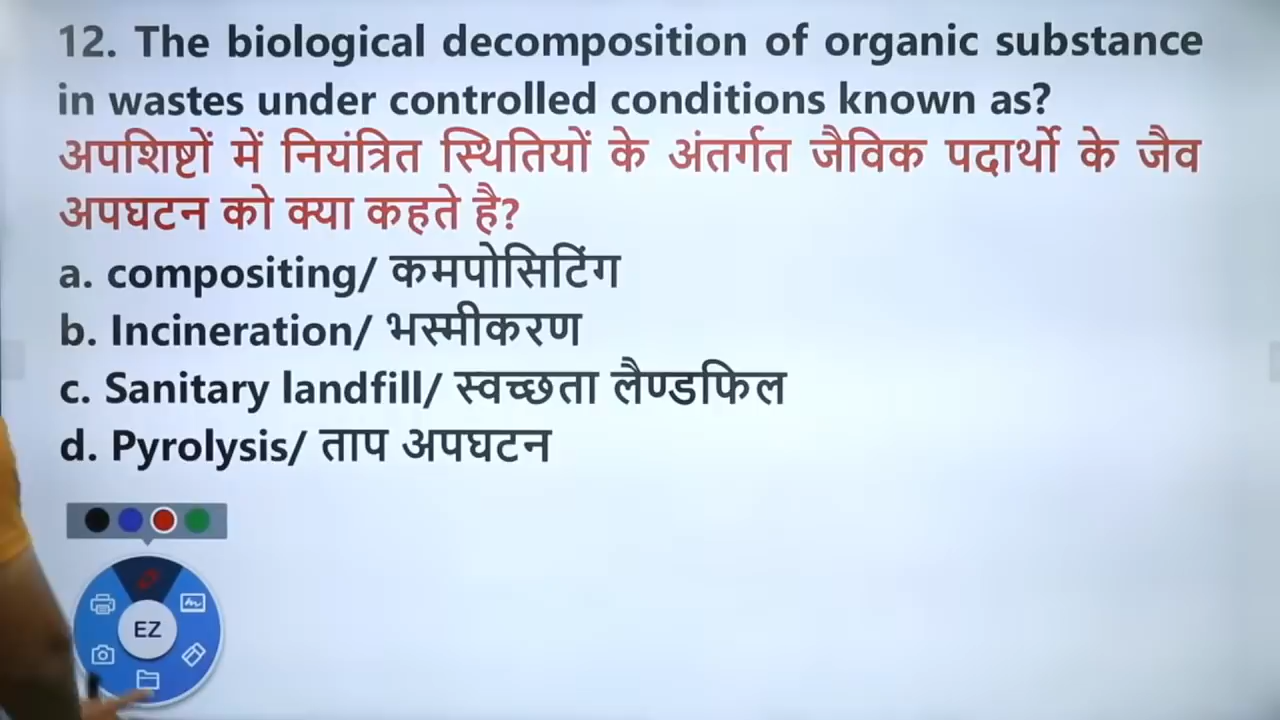 12. The biological decomposition of organic substance
in wastes under controlled conditions known as?
अपशिष्टों में नियंत्रित स्थितियों के अंतर्गत जैविक पदार्थो के जैव
अपघटन को क्या कहते है?
a. compositing/ कमपोसिटिंग
b. Incineration/ भस्मीकरण
c. Sanitary landfill/ स्वच्छता लैण्डफिल
d. Pyrolysis/ ताप अपघटन
EZ